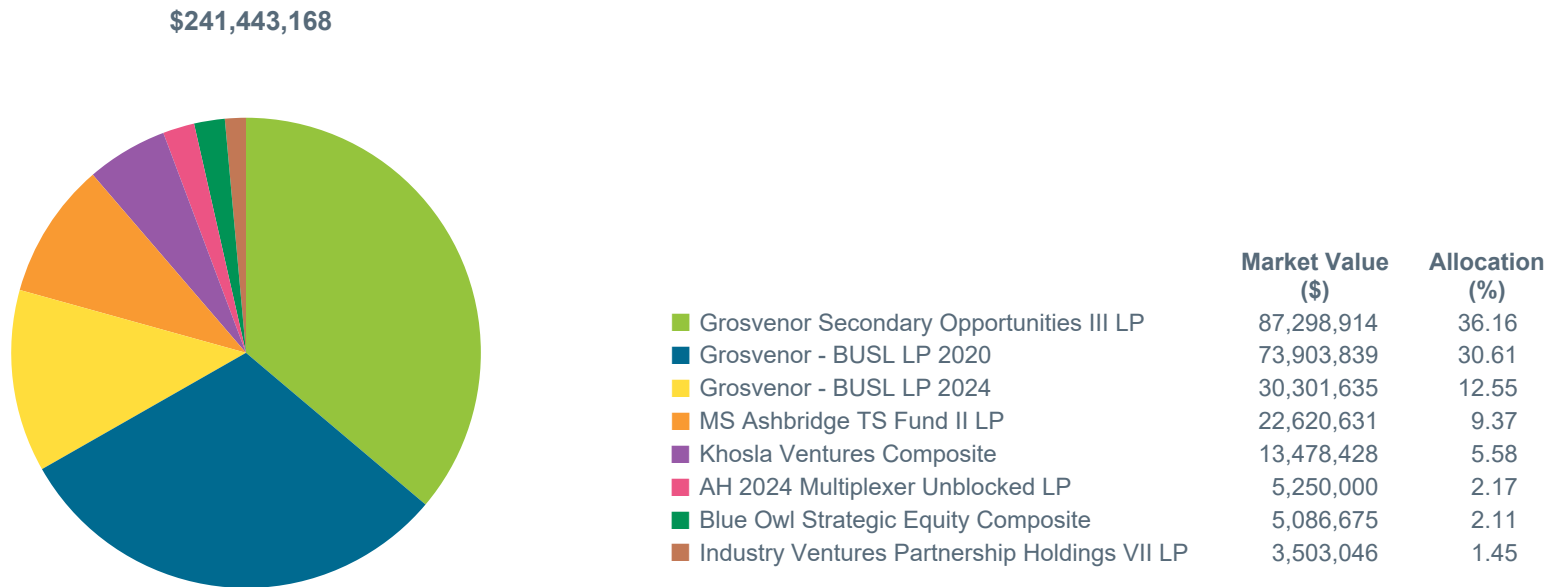 $241,443,168
Market Value Allocation
($) (%)
Grosvenor Secondary Opportunities III LP 87,298,914 36.16
Grosvenor - BUSL LP 2020 73,903,839 30.61
Grosvenor - BUSL LP 2024 30,301,635 12.55
MS Ashbridge TS Fund II LP 22,620,631 9.37
Khosla Ventures Composite 13,478,428 5.58
AH 2024 Multiplexer Unblocked LP 5,250,000 2.17
Blue Owl Strategic Equity Composite 5,086,675 2.11
Industry Ventures Partnership Holdings VII LP 3,503,046 1.45